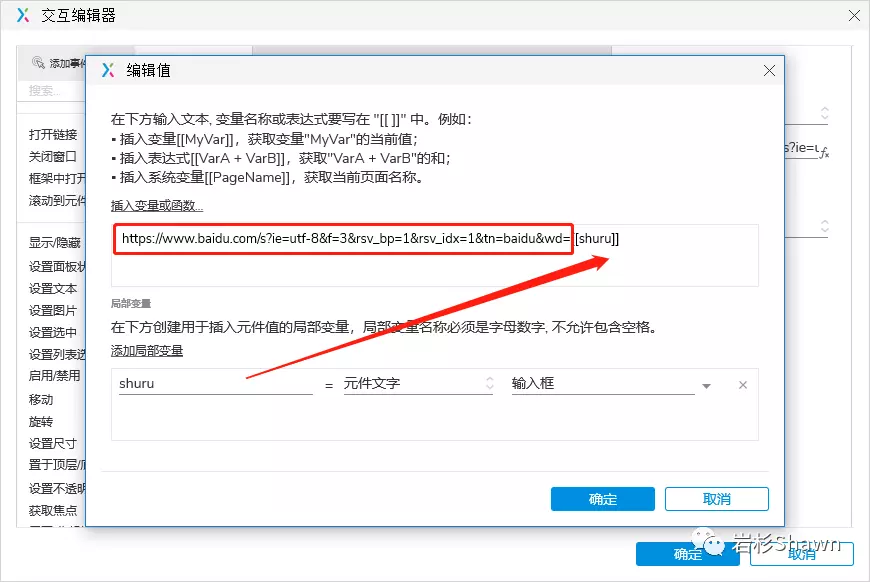 交互编辑器
添加事件
搜索...
打开链接
关闭窗口
框架中打开
滚动到元件
显示/隐藏
设置面板状
设置文本
设置图片
设置选中
设置列表选
启用/禁用
移动
旋转
设置尺寸
置于顶层/底
设置不透明
获取焦点
s?ie=u
fx
编辑值
在下方输入文本, 变量名称或表达式要写在 "[[ ]]" 中。例如：
▪ 插入变量[[MyVar]]，获取变量"MyVar"的当前值；
▪ 插入表达式[[VarA + VarB]]，获取"VarA + VarB"的和；
▪ 插入系统变量[[PageName]]，获取当前页面名称。
插入变量或函数...
https://www.baidu.com/s?ie=utf-8&f=3&rsv_bp=1&rsv_idx=1&tn=baidu&wd=[[shuru]]
局部变量
在下方创建用于插入元件值的局部变量，局部变量名称必须是字母数字, 不允许包含空格。
添加局部变量
shuru = 元件文字 输入框
确定 取消
确定 取消
岩杉Shawn